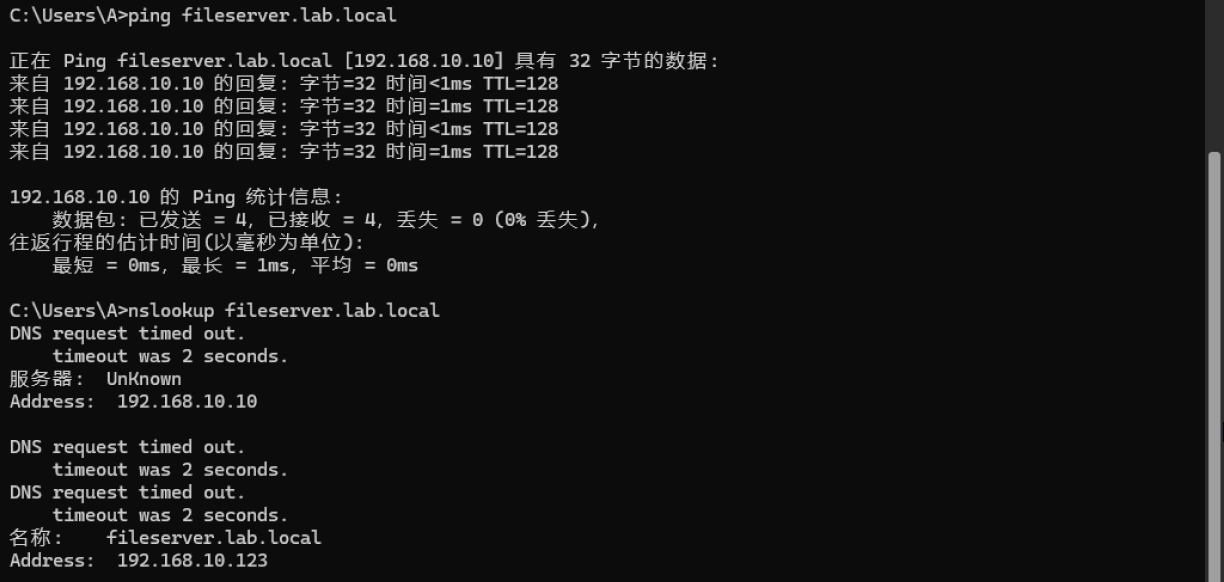 C:\Users\A>ping fileserver.lab.local
正在 Ping fileserver.lab.local [192.168.10.10] 具有 32 字节的数据:
来自 192.168.10.10 的回复: 字节=32 时间<1ms TTL=128
来自 192.168.10.10 的回复: 字节=32 时间=1ms TTL=128
来自 192.168.10.10 的回复: 字节=32 时间<1ms TTL=128
来自 192.168.10.10 的回复: 字节=32 时间=1ms TTL=128
192.168.10.10 的 Ping 统计信息:
    数据包: 已发送 = 4, 已接收 = 4, 丢失 = 0 (0% 丢失),
往返行程的估计时间(以毫秒为单位):
    最短 = 0ms, 最长 = 1ms, 平均 = 0ms
C:\Users\A>nslookup fileserver.lab.local
DNS request timed out.
    timeout was 2 seconds.
服务器:  UnKnown
Address:  192.168.10.10
DNS request timed out.
    timeout was 2 seconds.
DNS request timed out.
    timeout was 2 seconds.
名称:    fileserver.lab.local
Address:  192.168.10.123